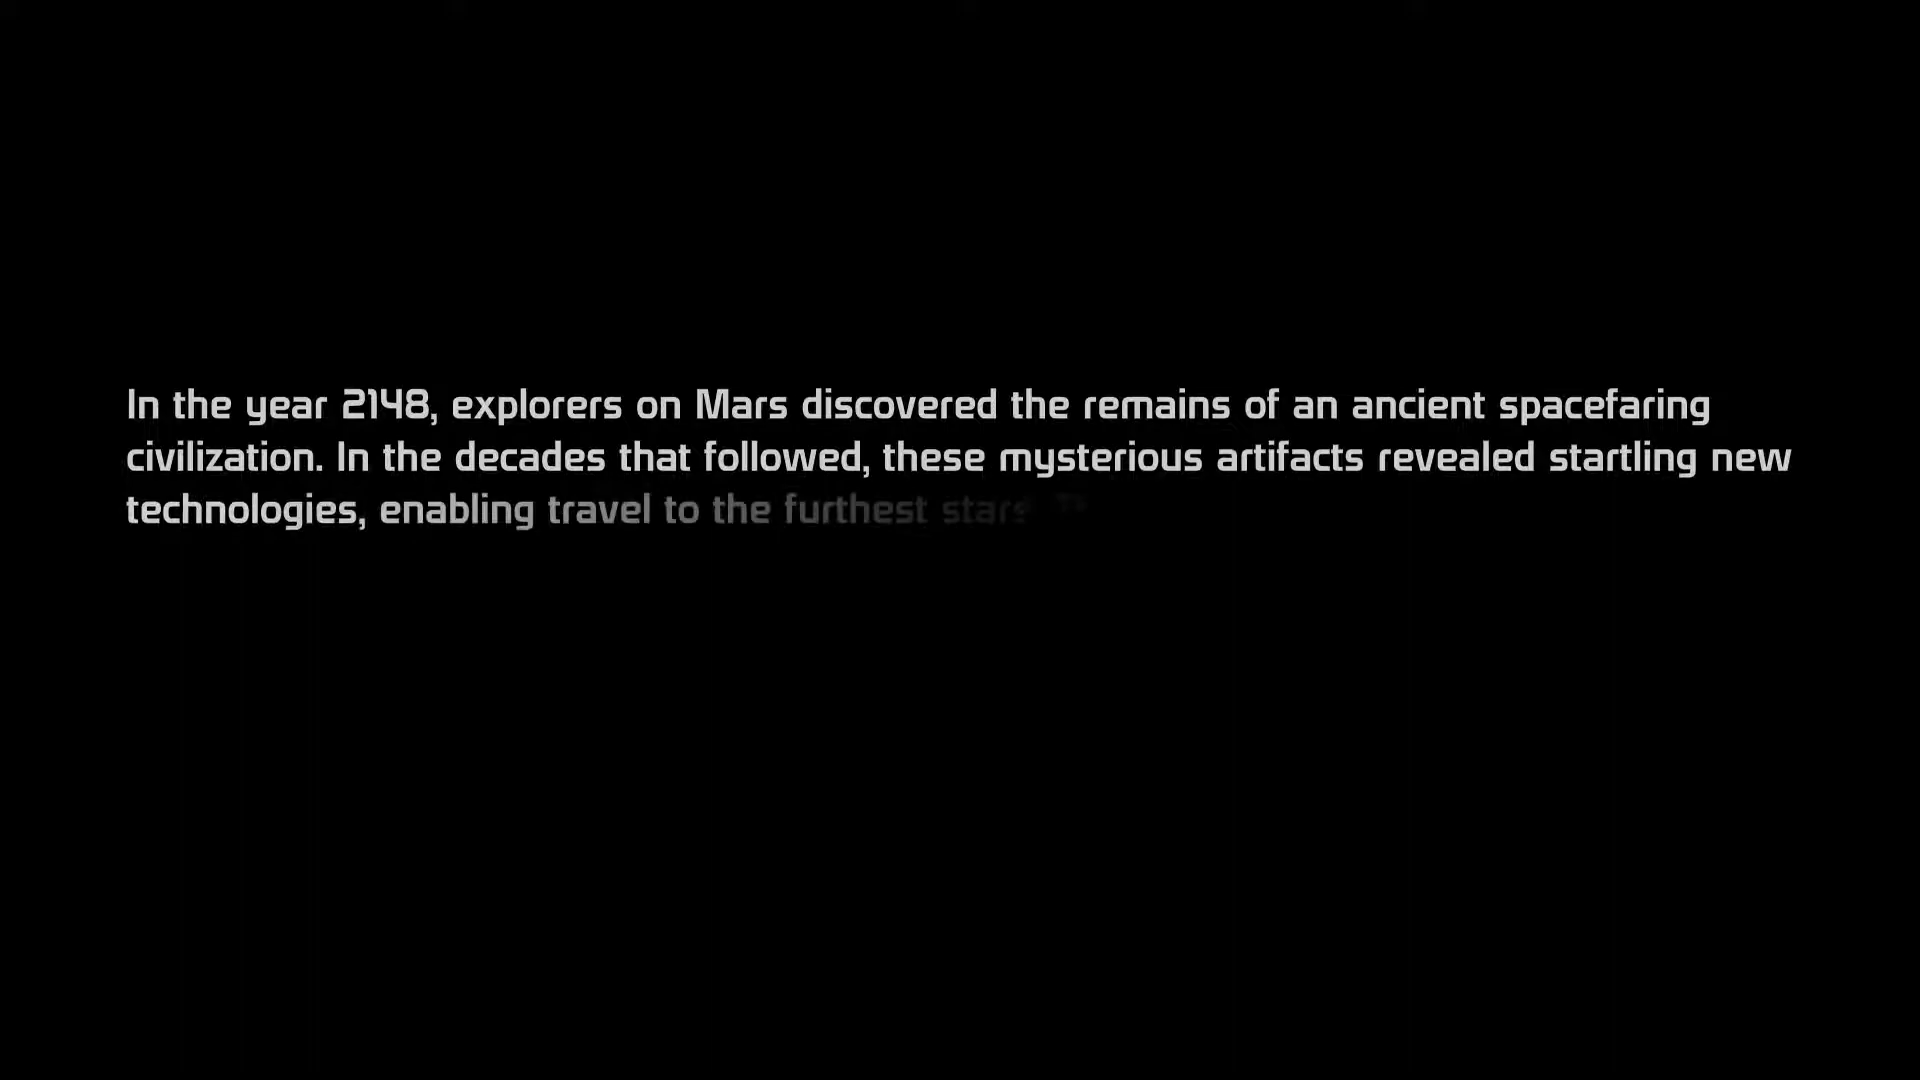 In the year 2148, explorers on Mars discovered the remains of an ancient spacefaring
civilization. In the decades that followed, these mysterious artifacts revealed startling new
technologies, enabling travel to the furthest stars